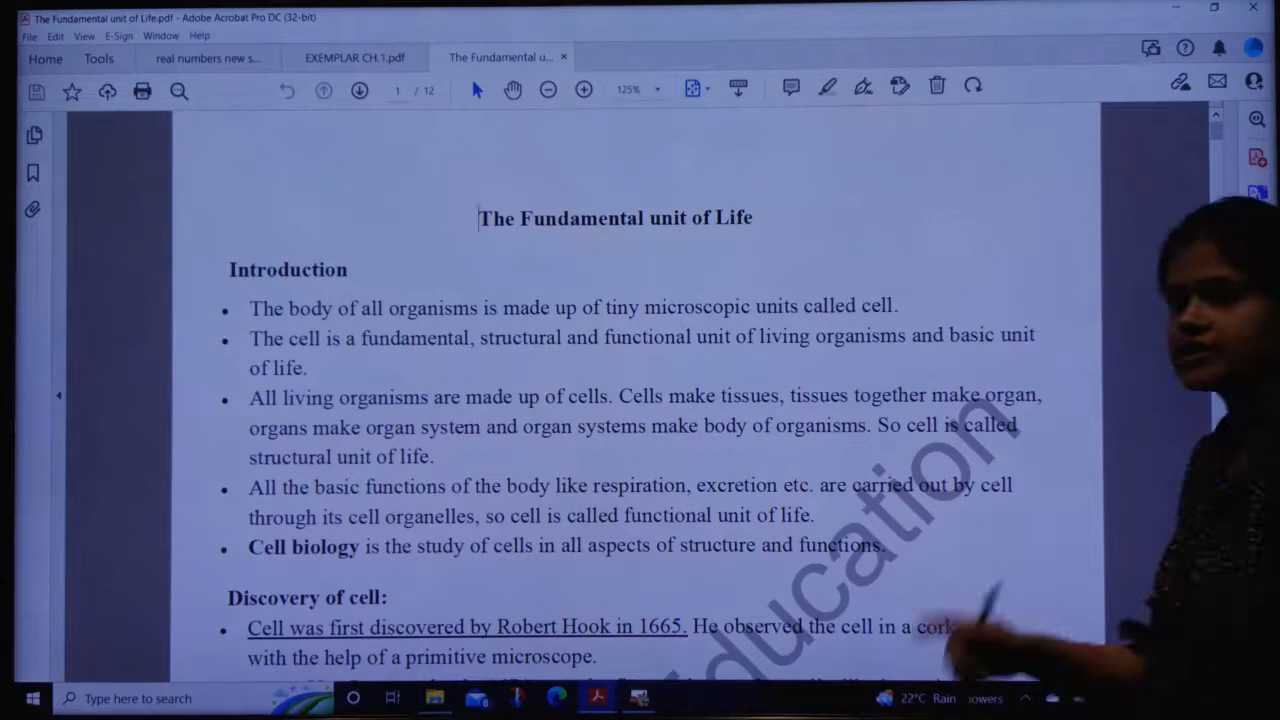 The Fundamental unit of Life.pdf - Adobe Acrobat Pro DC (32-bit)
File Edit View E-Sign Window Help
Home Tools real numbers new s... EXEMPLAR CH.1.pdf The Fundamental u... ×
1 / 12 125%
The Fundamental unit of Life
Introduction
• The body of all organisms is made up of tiny microscopic units called cell.
• The cell is a fundamental, structural and functional unit of living organisms and basic unit
of life.
• All living organisms are made up of cells. Cells make tissues, tissues together make organ,
organs make organ system and organ systems make body of organisms. So cell is called
structural unit of life.
• All the basic functions of the body like respiration, excretion etc. are carried out by cell
through its cell organelles, so cell is called functional unit of life.
• Cell biology is the study of cells in all aspects of structure and functions.
Discovery of cell:
• Cell was first discovered by Robert Hook in 1665. He observed the cell in a cork
with the help of a primitive microscope.
Education
Type here to search
22°C Rain